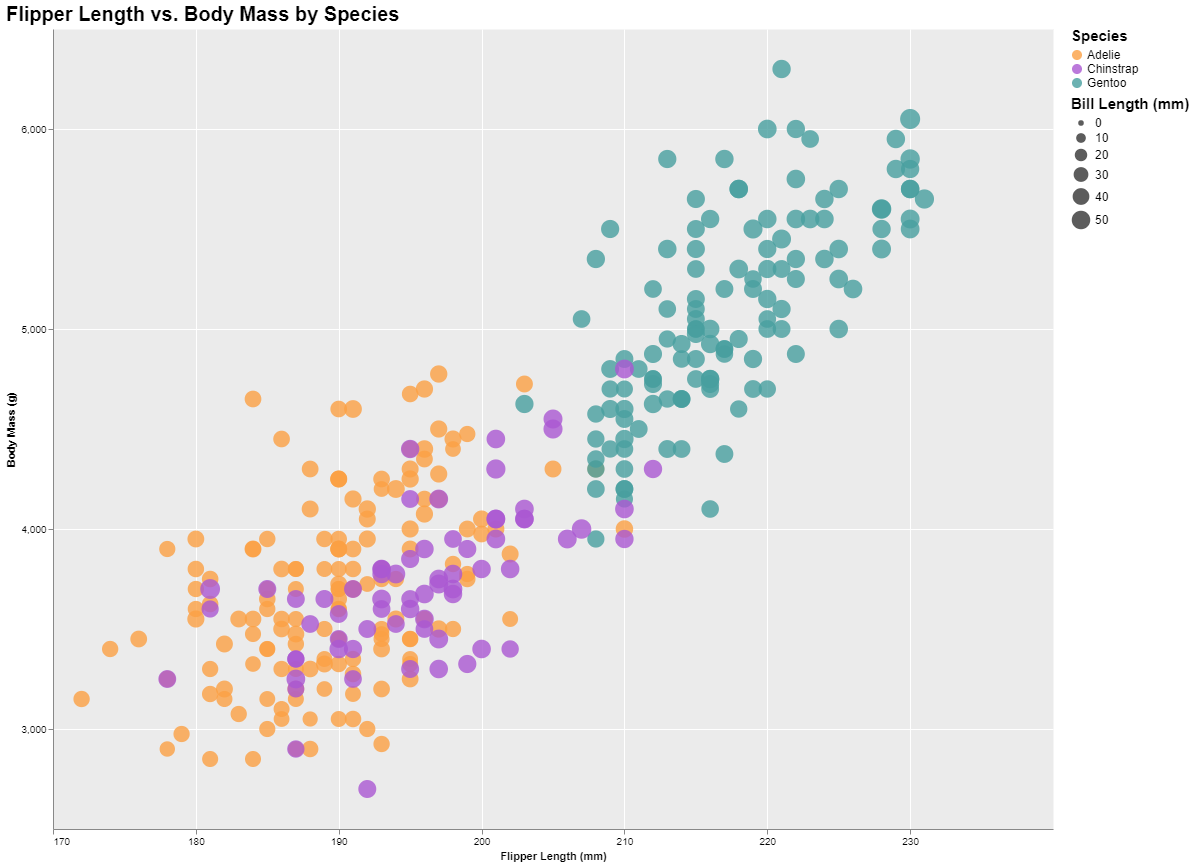 Flipper Length vs. Body Mass by Species
Species
Adelie
Chinstrap
Gentoo
Bill Length (mm)
0
10
20
30
40
50
6,000
5,000
4,000
3,000
Body Mass (g)
170 180 190 200 210 220 230
Flipper Length (mm)